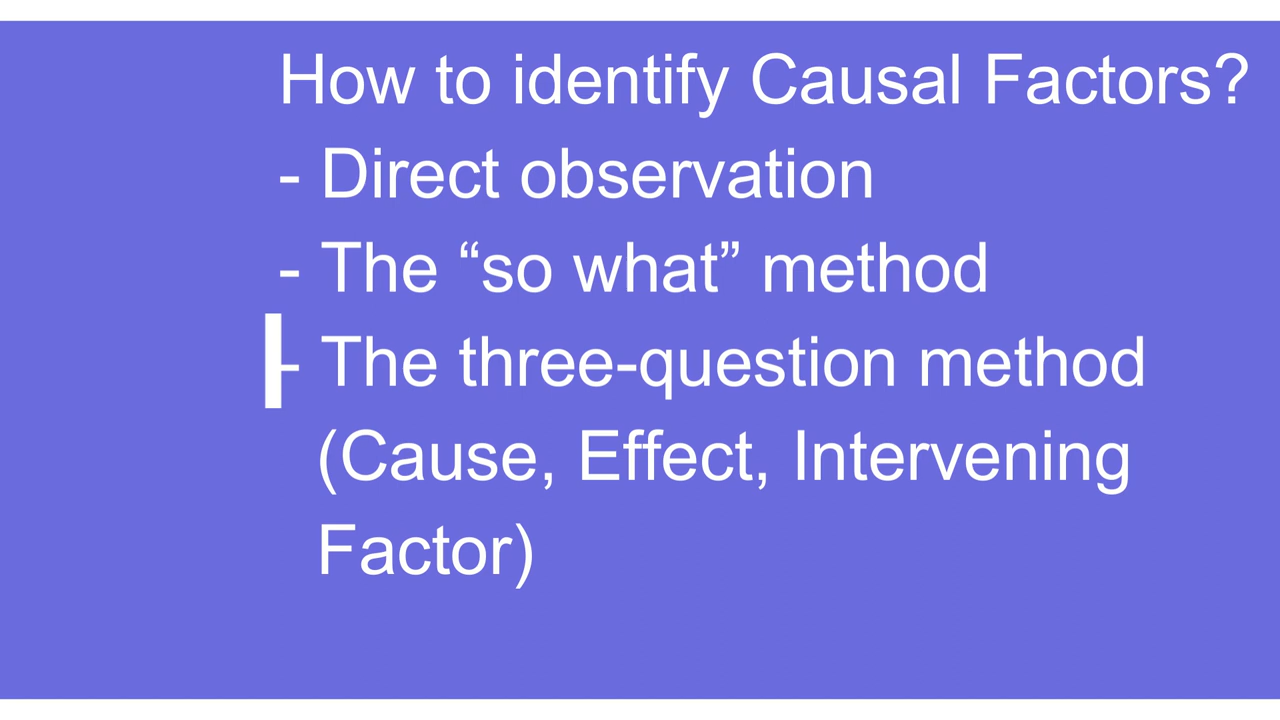 How to identify Causal Factors?
- Direct observation
- The “so what” method
- The three-question method
(Cause, Effect, Intervening
Factor)